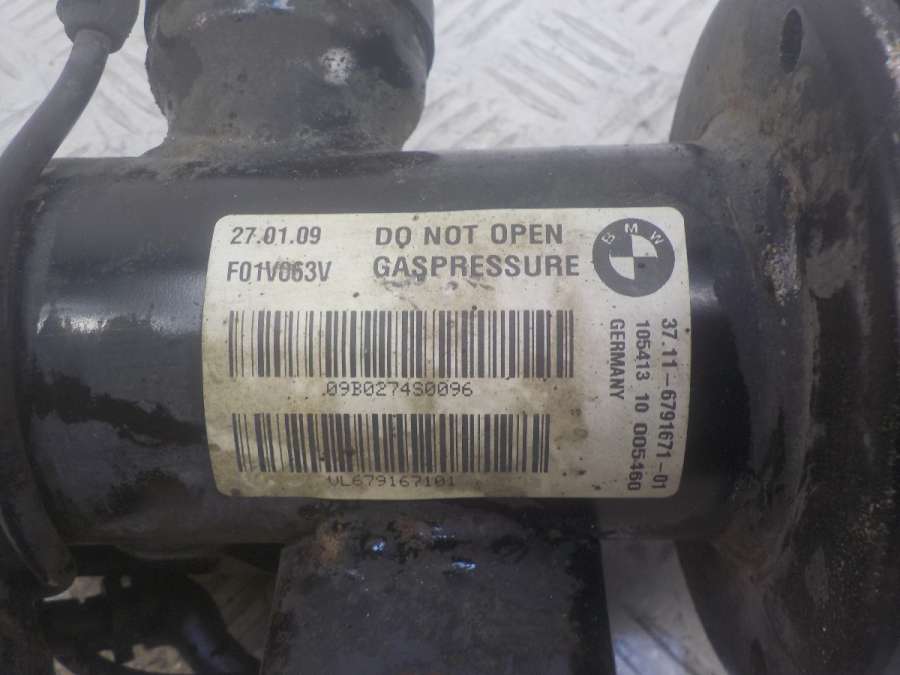 27.01.09 DO NOT OPEN
F01V063V GASPRESSURE
BMW
09B0274S0096
VL679167101
37.11-6791671-01
105413 10 005460
GERMANY